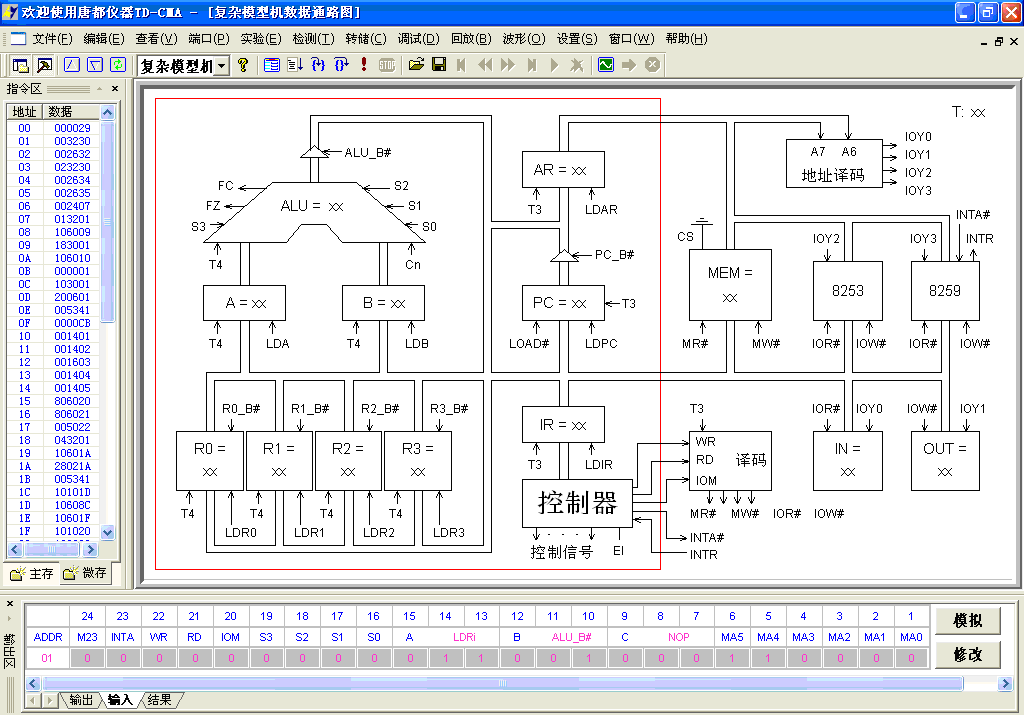 欢迎使用唐都仪器TD-CMA - [复杂模型机数据通路图]
文件(F) 编辑(E) 查看(V) 端口(P) 实验(E) 检测(T) 转储(C) 调试(D) 回放(B) 波形(O) 设置(S) 窗口(W) 帮助(H)
复杂模型机
指令区
地址 数据
00 000029
01 003230
02 002632
03 023230
04 002634
05 002635
06 002407
07 013201
08 106009
09 183001
0A 106010
0B 000001
0C 103001
0D 200601
0E 005341
0F 0000CB
10 001401
11 001402
12 001603
13 001404
14 001405
15 806020
16 806021
17 005022
18 043201
19 10601A
1A 28021A
1B 005341
1C 10101D
1D 10608C
1E 10601F
1F 101020
主存 微存
T: xx
ALU_B#
FC
FZ
S3
ALU = xx
S2
S1
S0
T4
Cn
A = xx
B = xx
T4 LDA T4 LDB
AR = xx
T3 LDAR
PC_B#
PC = xx
T3
LOAD# LDPC
A7 A6
地址译码
IOY0
IOY1
IOY2
IOY3
CS
MEM =
xx
MR# MW#
IOY2
8253
IOR# IOW#
INTA#
IOY3 INTR
8259
IOR# IOW#
R0_B# R1_B# R2_B# R3_B#
R0 = xx
R1 = xx
R2 = xx
R3 = xx
T4 T4 T4 T4
LDR0 LDR1 LDR2 LDR3
IR = xx
T3 LDIR
控制器
控制信号 EI
T3
WR
RD
IOM
译码
MR# MW# IOR# IOW#
INTA#
INTR
IOR# IOY0
IN =
xx
IOW# IOY1
OUT =
xx
24 23 22 21 20 19 18 17 16 15 14 13 12 11 10 9 8 7 6 5 4 3 2 1
ADDR M23 INTA WR RD IOM S3 S2 S1 S0 A LDRi B ALU_B# C NOP MA5 MA4 MA3 MA2 MA1 MA0
01 0 0 0 0 0 0 0 0 0 0 1 1 0 0 1 0 0 0 1 1 0 0 0 0
模拟
修改
输出 输入 结果